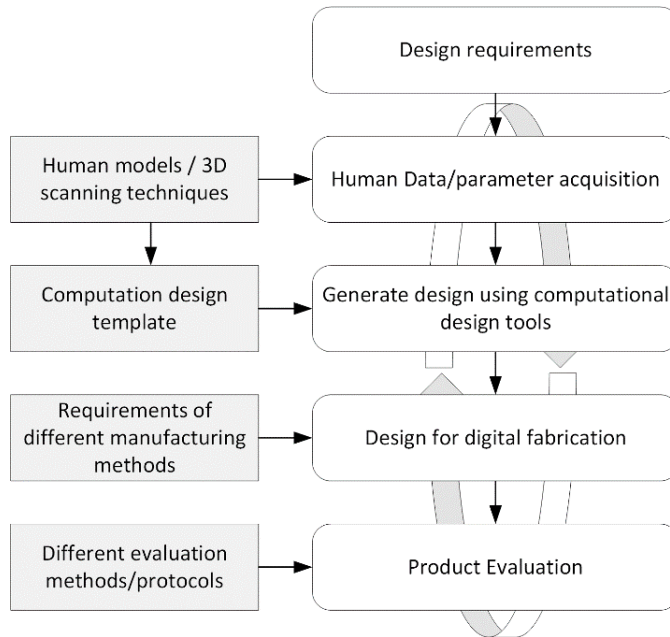 Design requirements
Human models / 3D
scanning techniques
Human Data/parameter acquisition
Computation design
template
Generate design using computational
design tools
Requirements of
different manufacturing
methods
Design for digital fabrication
Different evaluation
methods/protocols
Product Evaluation